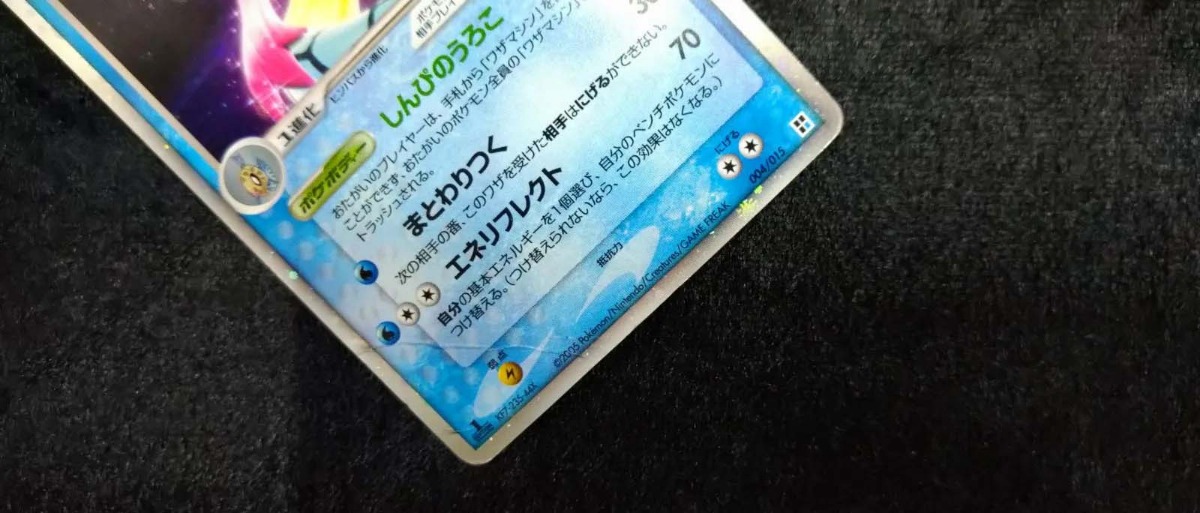 1進化
ヒンバスから進化
ポケモン
相手プレイ
ポケボディー
しんぴのうろこ
おたがいのプレイヤーは、手札から「ワザマシン」を
ことができず、おたがいのポケモン全員の「ワザマシン」
トラッシュされる。
まとわりつく
次の相手の番、このワザを受けた相手はにげるができない。
エネリフレクト 70
自分の基本エネルギーを1個選び、自分のベンチポケモンに
つけ替える。(つけ替えられないなら、この効果はなくなる。)
弱点
抵抗力
にげる
©2005 Pokémon/Nintendo/Creatures/GAME FREAK
004/015